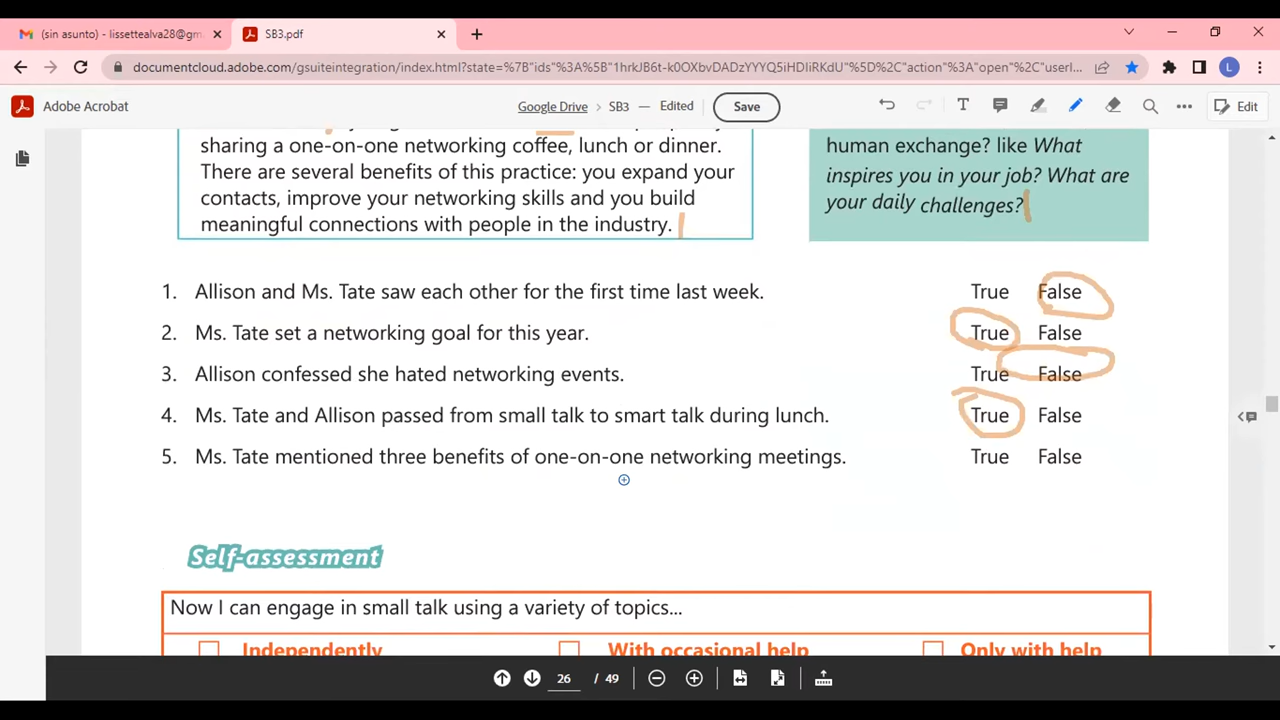 (sin asunto) - lissettealva28@gm
SB3.pdf
documentcloud.adobe.com/gsuiteintegration/index.html?state=%7B"ids"%3A%5B"1hrkJB6t-k0OXbvDADzYYYQ5iHDIiRKdU"%5D%2C"action"%3A"open"%2C"userI...
L
Adobe Acrobat
Google Drive > SB3 — Edited
Save
Edit
sharing a one-on-one networking coffee, lunch or dinner.
There are several benefits of this practice: you expand your
contacts, improve your networking skills and you build
meaningful connections with people in the industry.
human exchange? like What
inspires you in your job? What are
your daily challenges?
1. Allison and Ms. Tate saw each other for the first time last week. True False
2. Ms. Tate set a networking goal for this year. True False
3. Allison confessed she hated networking events. True False
4. Ms. Tate and Allison passed from small talk to smart talk during lunch. True False
5. Ms. Tate mentioned three benefits of one-on-one networking meetings. True False
Self-assessment
Now I can engage in small talk using a variety of topics...
Independently With occasional help Only with help
26 / 49